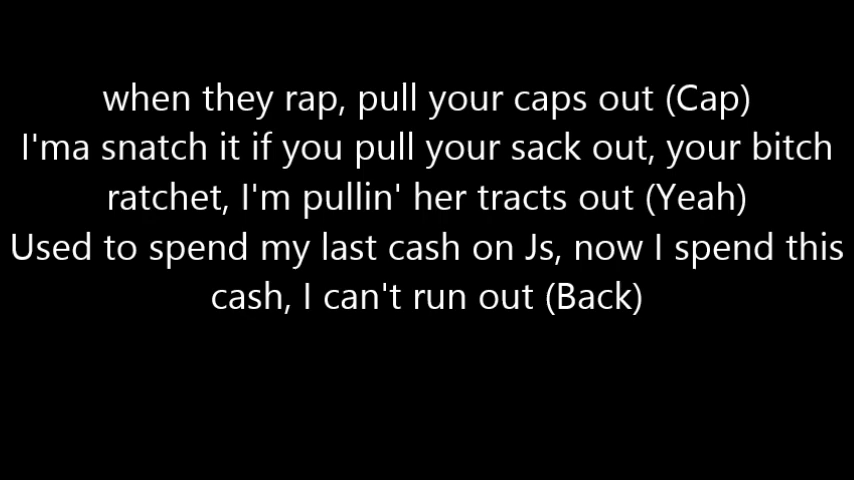 when they rap, pull your caps out (Cap)
I'ma snatch it if you pull your sack out, your bitch
ratchet, I'm pullin' her tracts out (Yeah)
Used to spend my last cash on Js, now I spend this
cash, I can't run out (Back)